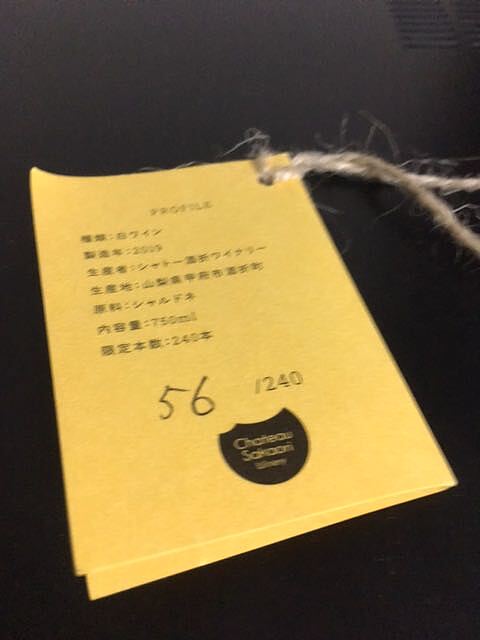 PROFILE
種類:白ワイン
製造年:2019
生産者:シャトー酒折ワイナリー
生産地:山梨県甲府市酒折町
原料:シャルドネ
内容量:750ml
限定本数:240本
56 /240
Chateau
Sakaori
Winery